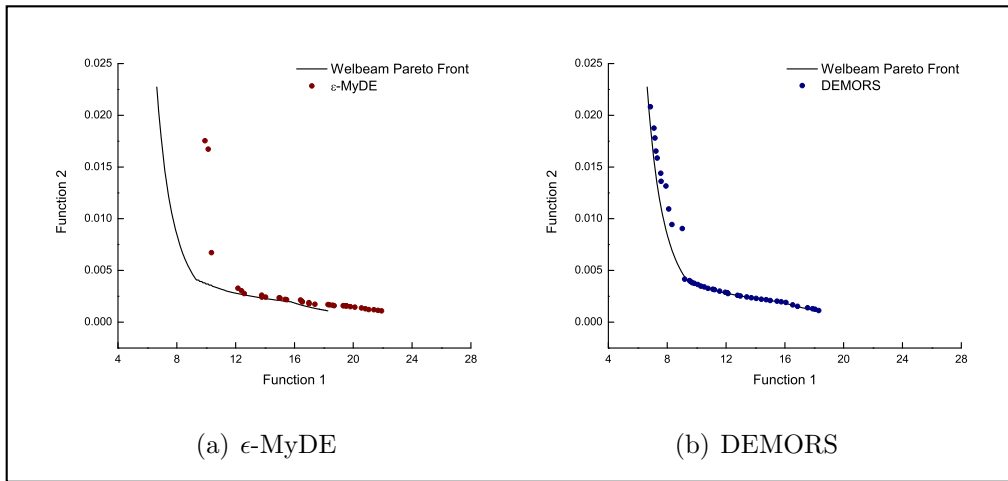 Welbeam Pareto Front
ε-MyDE
0.025
0.020
0.015
0.010
0.005
0.000
Function 2
4 8 12 16 20 24 28
Function 1
(a) ϵ-MyDE
Welbeam Pareto Front
DEMORS
0.025
0.020
0.015
0.010
0.005
0.000
Function 2
4 8 12 16 20 24 28
Function 1
(b) DEMORS